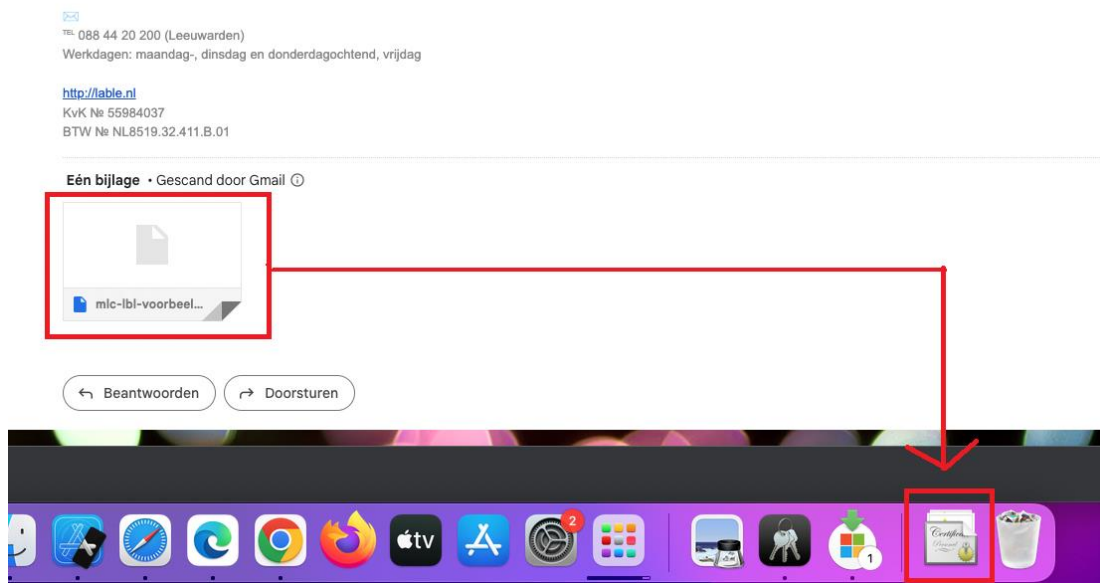 TEL 088 44 20 200 (Leeuwarden)
Werkdagen: maandag-, dinsdag en donderdagochtend, vrijdag
http://lable.nl
KvK № 55984037
BTW № NL8519.32.411.B.01
Eén bijlage • Gescand door Gmail
mlc-lbl-voorbeel...
Beantwoorden
Doorsturen
2
tv
1